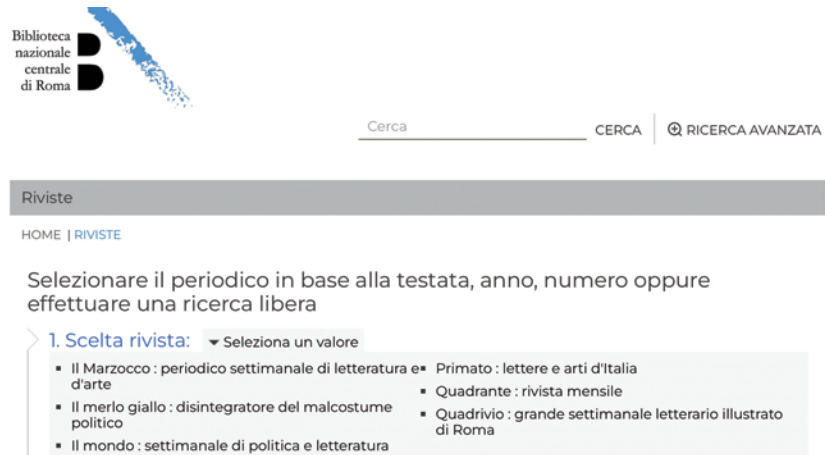 Biblioteca
nazionale
centrale
di Roma
Cerca
CERCA
RICERCA AVANZATA
Riviste
HOME | RIVISTE
Selezionare il periodico in base alla testata, anno, numero oppure
effettuare una ricerca libera
1. Scelta rivista: Seleziona un valore
Il Marzocco : periodico settimanale di letteratura e
d'arte
Il merlo giallo : disintegratore del malcostume
politico
Il mondo : settimanale di politica e letteratura
Primato : lettere e arti d'Italia
Quadrante : rivista mensile
Quadrivio : grande settimanale letterario illustrato
di Roma